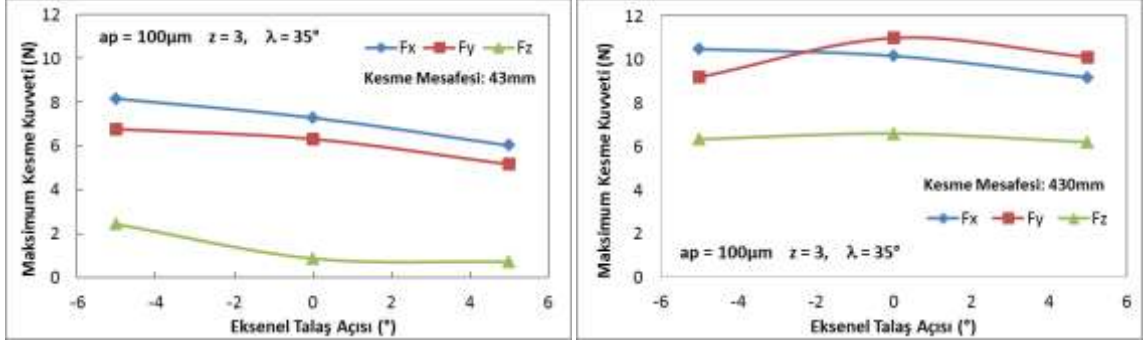 Maksimum Kesme Kuvveti (N)
12
10
8
6
4
2
0
ap = 100µm z = 3, λ = 35°
Fx Fy Fz
Kesme Mesafesi: 43mm
-6 -4 -2 0 2 4 6
Eksenel Talaş Açısı (°)
Maksimum Kesme Kuvveti (N)
12
10
8
6
4
2
0
Kesme Mesafesi: 430mm
Fx Fy Fz
ap = 100µm z = 3, λ = 35°
-6 -4 -2 0 2 4 6
Eksenel Talaş Açısı (°)